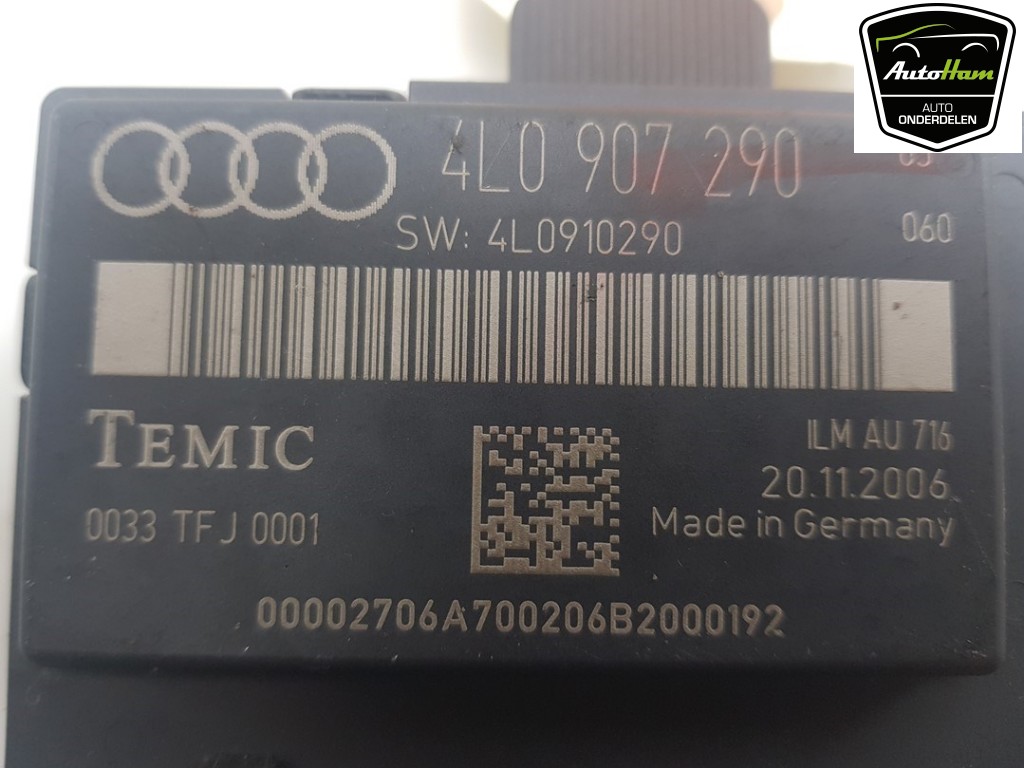 AutoHam
AUTO
ONDERDELEN
4L0 907 290
SW: 4L0910290 060
TEMIC
ILM AU 716
20.11.2006
0033 TFJ 0001
Made in Germany
00002706A700206B2000192